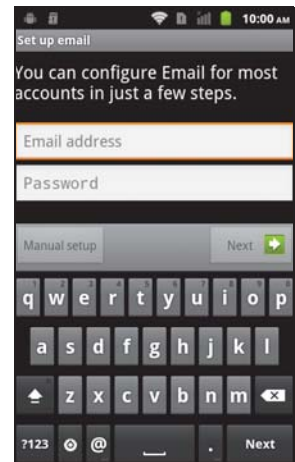 10:00 AM
Set up email
You can configure Email for most
accounts in just a few steps.
Email address
Password
Manual setup Next
q w e r t y u i o p
a s d f g h j k l
z x c v b n m
?123 @ . Next